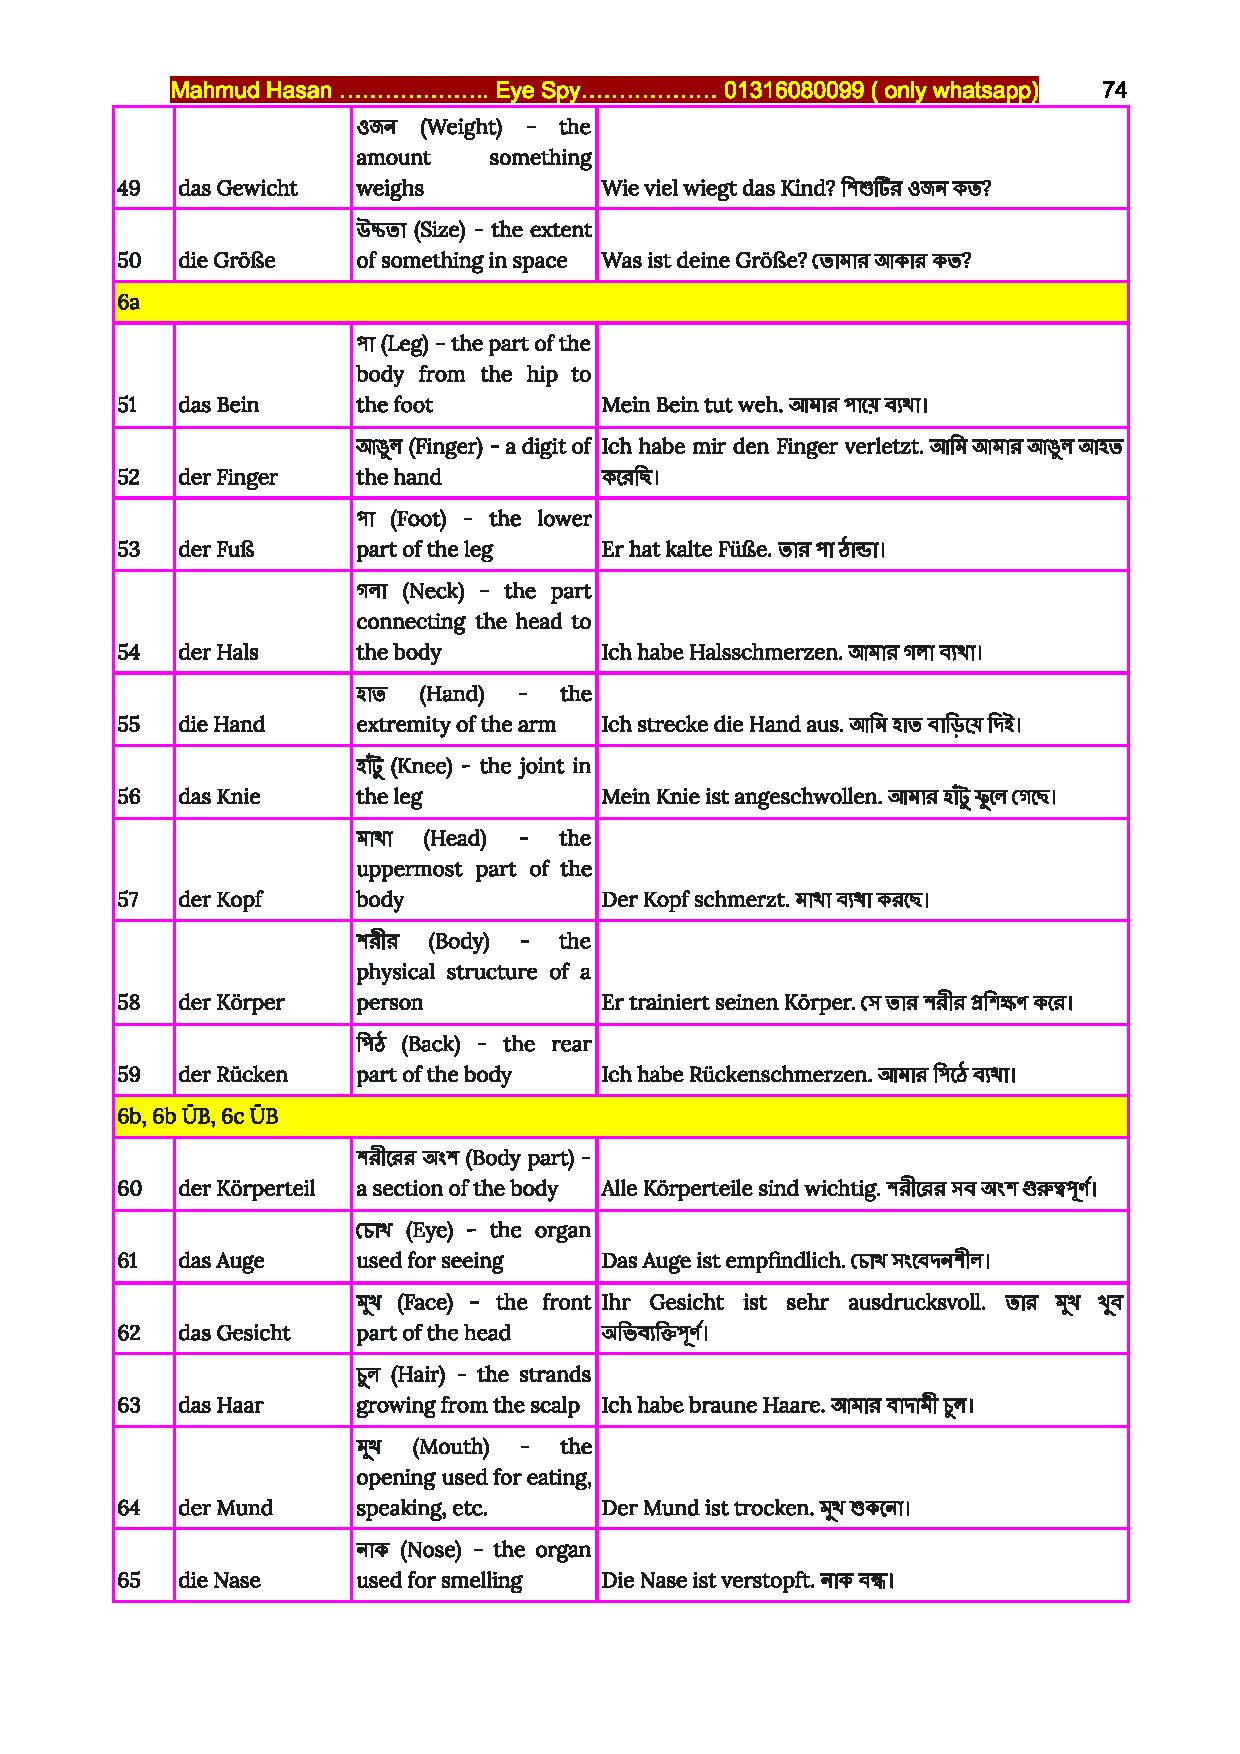 Mahmud Hasan ……………….. Eye Spy……………… 01316080099 ( only whatsapp) 74
ওজন (Weight) - the
amount something
49 das Gewicht weighs Wie viel wiegt das Kind? শিশুটির ওজন কত?
উচ্চতা (Size) - the extent
50 die Größe of something in space Was ist deine Größe? তোমার আকার কত?
6a
পা (Leg) - the part of the
body from the hip to
51 das Bein the foot Mein Bein tut weh. আমার পায়ে ব্যথা।
আঙুল (Finger) - a digit of Ich habe mir den Finger verletzt. আমি আমার আঙুল আহত
52 der Finger the hand করেছি।
পা (Foot) - the lower
53 der Fuß part of the leg Er hat kalte Füße. তার পা ঠান্ডা।
গলা (Neck) - the part
connecting the head to
54 der Hals the body Ich habe Halsschmerzen. আমার গলা ব্যথা।
হাত (Hand) - the
55 die Hand extremity of the arm Ich strecke die Hand aus. আমি হাত বাড়িয়ে দিই।
হাঁটু (Knee) - the joint in
56 das Knie the leg Mein Knie ist angeschwollen. আমার হাঁটু ফুলে গেছে।
মাথা (Head) - the
uppermost part of the
57 der Kopf body Der Kopf schmerzt. মাথা ব্যথা করছে।
শরীর (Body) - the
physical structure of a
58 der Körper person Er trainiert seinen Körper. সে তার শরীর প্রশিক্ষণ করে।
পিঠ (Back) - the rear
59 der Rücken part of the body Ich habe Rückenschmerzen. আমার পিঠে ব্যথা।
6b, 6b ÜB, 6c ÜB
শরীরের অংশ (Body part) -
60 der Körperteil a section of the body Alle Körperteile sind wichtig. শরীরের সব অংশ গুরুত্বপূর্ণ।
চোখ (Eye) - the organ
61 das Auge used for seeing Das Auge ist empfindlich. চোখ সংবেদনশীল।
মুখ (Face) - the front Ihr Gesicht ist sehr ausdrucksvoll. তার মুখ খুব
62 das Gesicht part of the head অভিব্যক্তিপূর্ণ।
চুল (Hair) - the strands
63 das Haar growing from the scalp Ich habe braune Haare. আমার বাদামী চুল।
মুখ (Mouth) - the
opening used for eating,
64 der Mund speaking, etc. Der Mund ist trocken. মুখ শুকনো।
নাক (Nose) - the organ
65 die Nase used for smelling Die Nase ist verstopft. নাক বন্ধ।